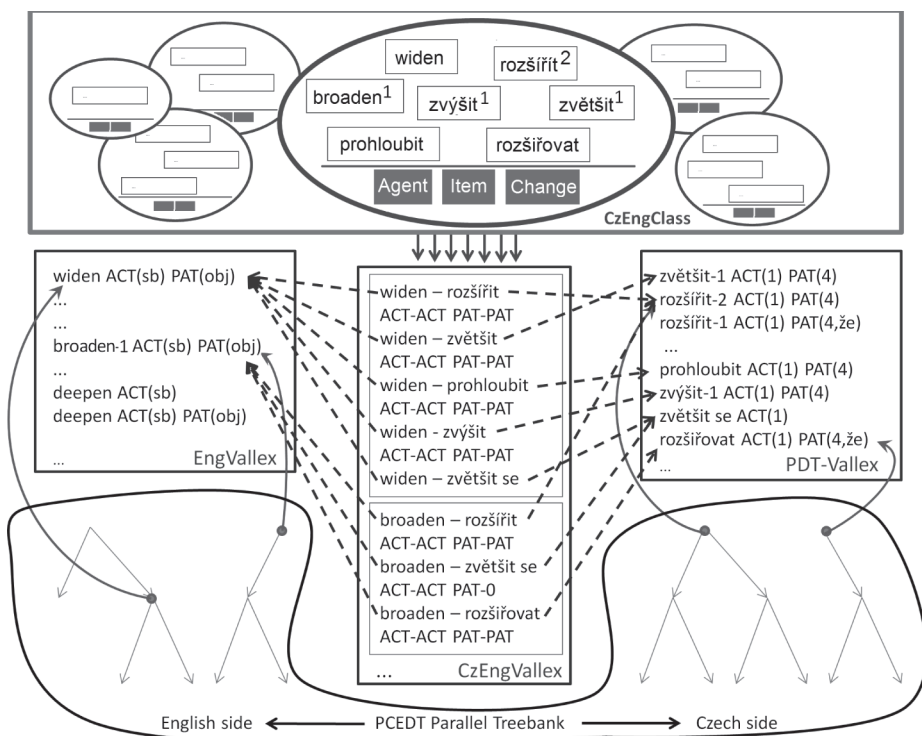 widen rozšířít2
broaden1 zvýšit1 zvětšit1
prohloubit rozšiřovat
Agent Item Change
CzEngClass
widen ACT(sb) PAT(obj)
...
...
broaden-1 ACT(sb) PAT(obj)
...
deepen ACT(sb)
deepen ACT(sb) PAT(obj)
...
EngVallex
widen – rozšířit
ACT-ACT PAT-PAT
widen – zvětšit
ACT-ACT PAT-PAT
widen – prohloubit
ACT-ACT PAT-PAT
widen - zvýšit
ACT-ACT PAT-PAT
widen – zvětšit se
broaden – rozšířit
ACT-ACT PAT-PAT
broaden – zvětšit se
ACT-ACT PAT-0
broaden – rozšiřovat
ACT-ACT PAT-PAT
...
CzEngVallex
zvětšit-1 ACT(1) PAT(4)
rozšířit-2 ACT(1) PAT(4)
rozšířit-1 ACT(1) PAT(4,že)
...
prohloubit ACT(1) PAT(4)
zvýšit-1 ACT(1) PAT(4)
zvětšit se ACT(1)
rozšiřovat ACT(1) PAT(4,že)
...
PDT-Vallex
English side PCEDT Parallel Treebank Czech side